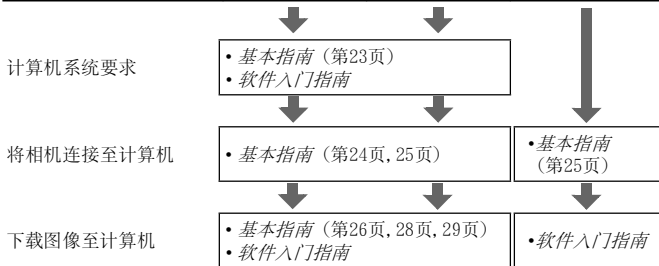 计算机系统要求
• 基本指南（第23页）
• 软件入门指南
将相机连接至计算机
• 基本指南（第24页,25页）
•基本指南
（第25页）
下载图像至计算机
• 基本指南（第26页,28页,29页）
• 软件入门指南
•软件入门指南